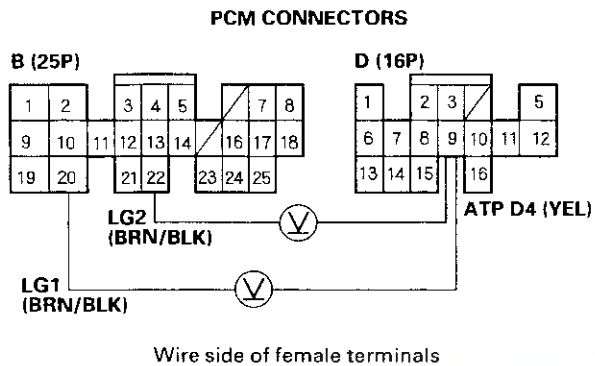 PCM CONNECTORS
B (25P) D (16P)
1 2 3 4 5 7 8 1 2 3 5
9 10 11 12 13 14 16 17 18 6 7 8 9 10 11 12
19 20 21 22 23 24 25 13 14 15 16
LG2 ATP D4 (YEL)
(BRN/BLK)
V
LG1
(BRN/BLK)
V
Wire side of female terminals